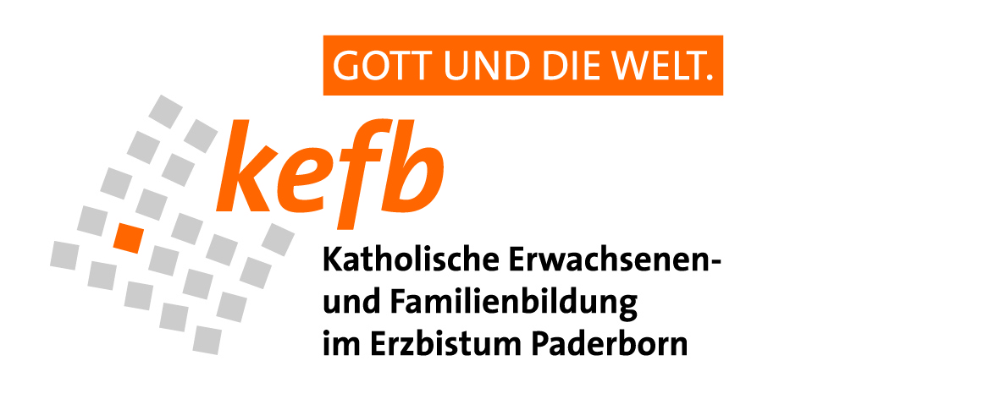 GOTT UND DIE WELT.
kefb
Katholische Erwachsenen-
und Familienbildung
im Erzbistum Paderborn